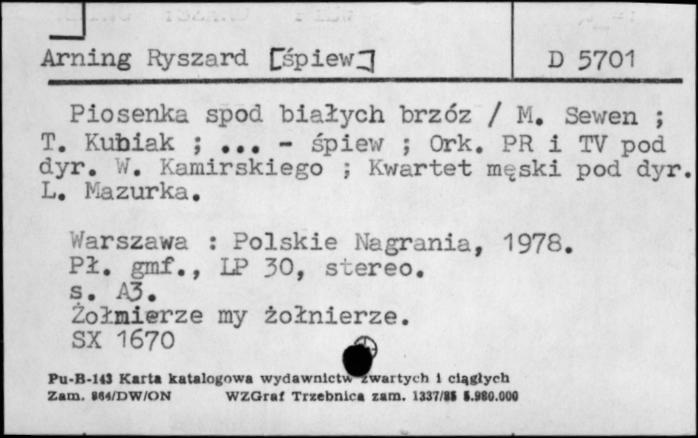 Arning Ryszard [śpiew] D 5701
Piosenka spod białych brzóz / M. Sewen ;
T. Kubiak ; ... - śpiew ; Ork. PR i TV pod
dyr. W. Kamirskiego ; Kwartet męski pod dyr.
L. Mazurka.
Warszawa : Polskie Nagrania, 1978.
Pł. gmf., LP 30, stereo.
s. A3.
Żołnierze my żołnierze.
SX 1670
Pu-B-143 Karta katalogowa wydawnictw zwartych i ciągłych
Zam. 864/DW/ON WZGraf Trzebnica zam. 1337/85 5.980.000